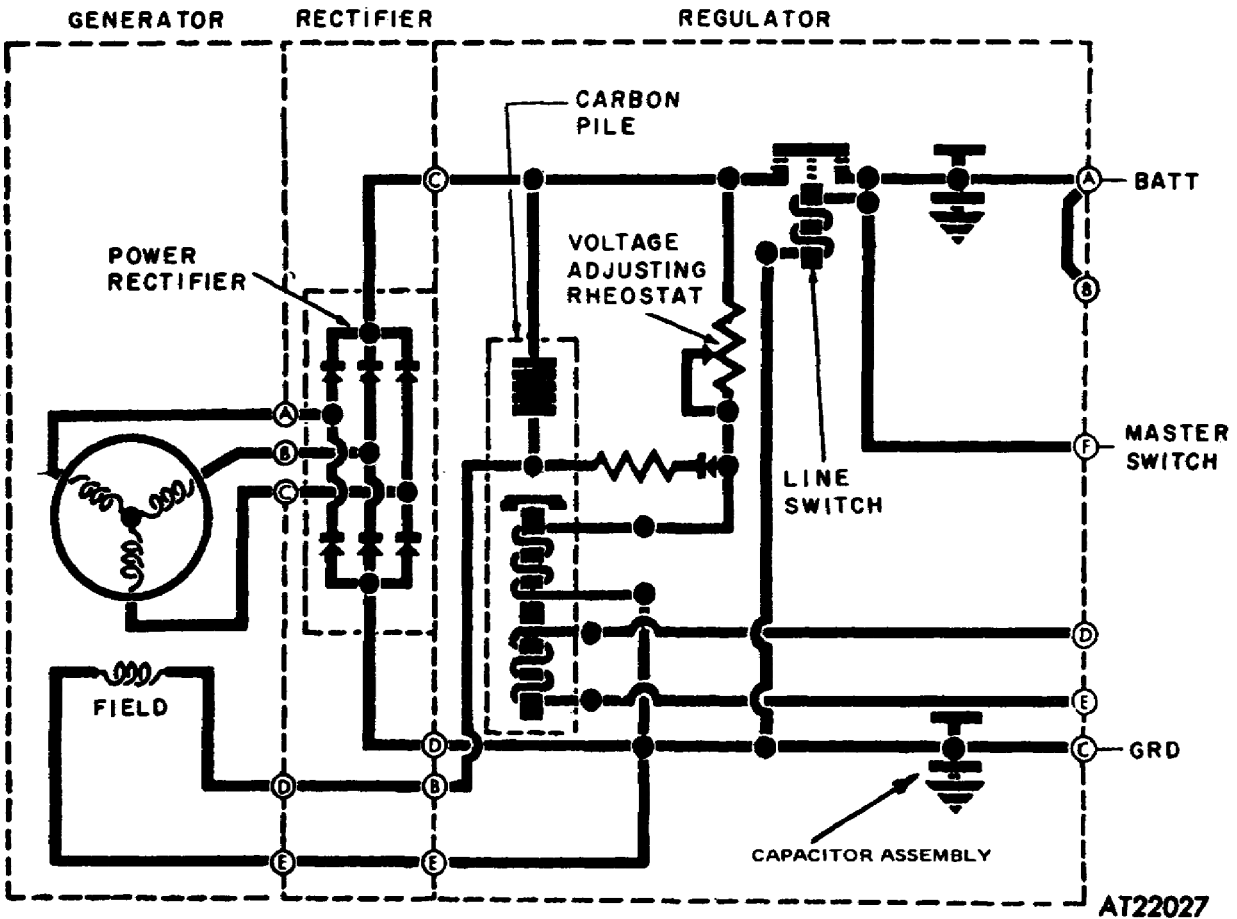 GENERATOR
RECTIFIER
REGULATOR
CARBON
PILE
C
A
BATT
POWER
RECTIFIER
VOLTAGE
ADJUSTING
RHEOSTAT
B
A
B
C
LINE
SWITCH
F
MASTER
SWITCH
D
FIELD
E
D
C
GRD
D
B
E
E
CAPACITOR ASSEMBLY
AT22027